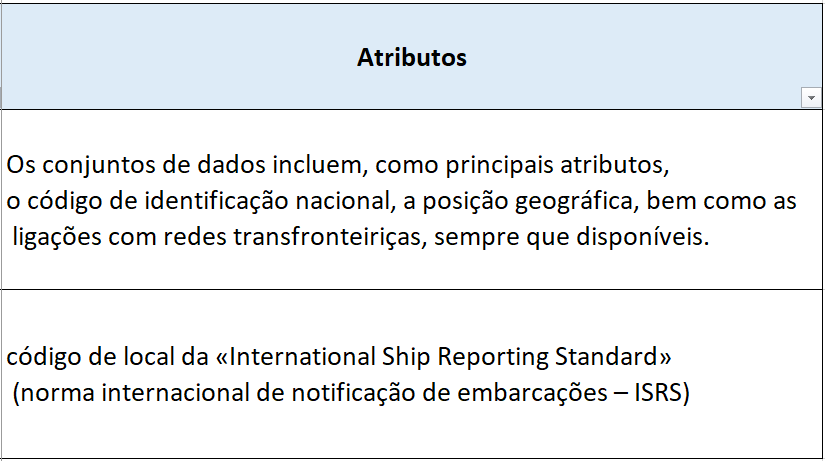 Atributos
Os conjuntos de dados incluem, como principais atributos,
o código de identificação nacional, a posição geográfica, bem como as
ligações com redes transfronteiriças, sempre que disponíveis.
código de local da «International Ship Reporting Standard»
(norma internacional de notificação de embarcações – ISRS)